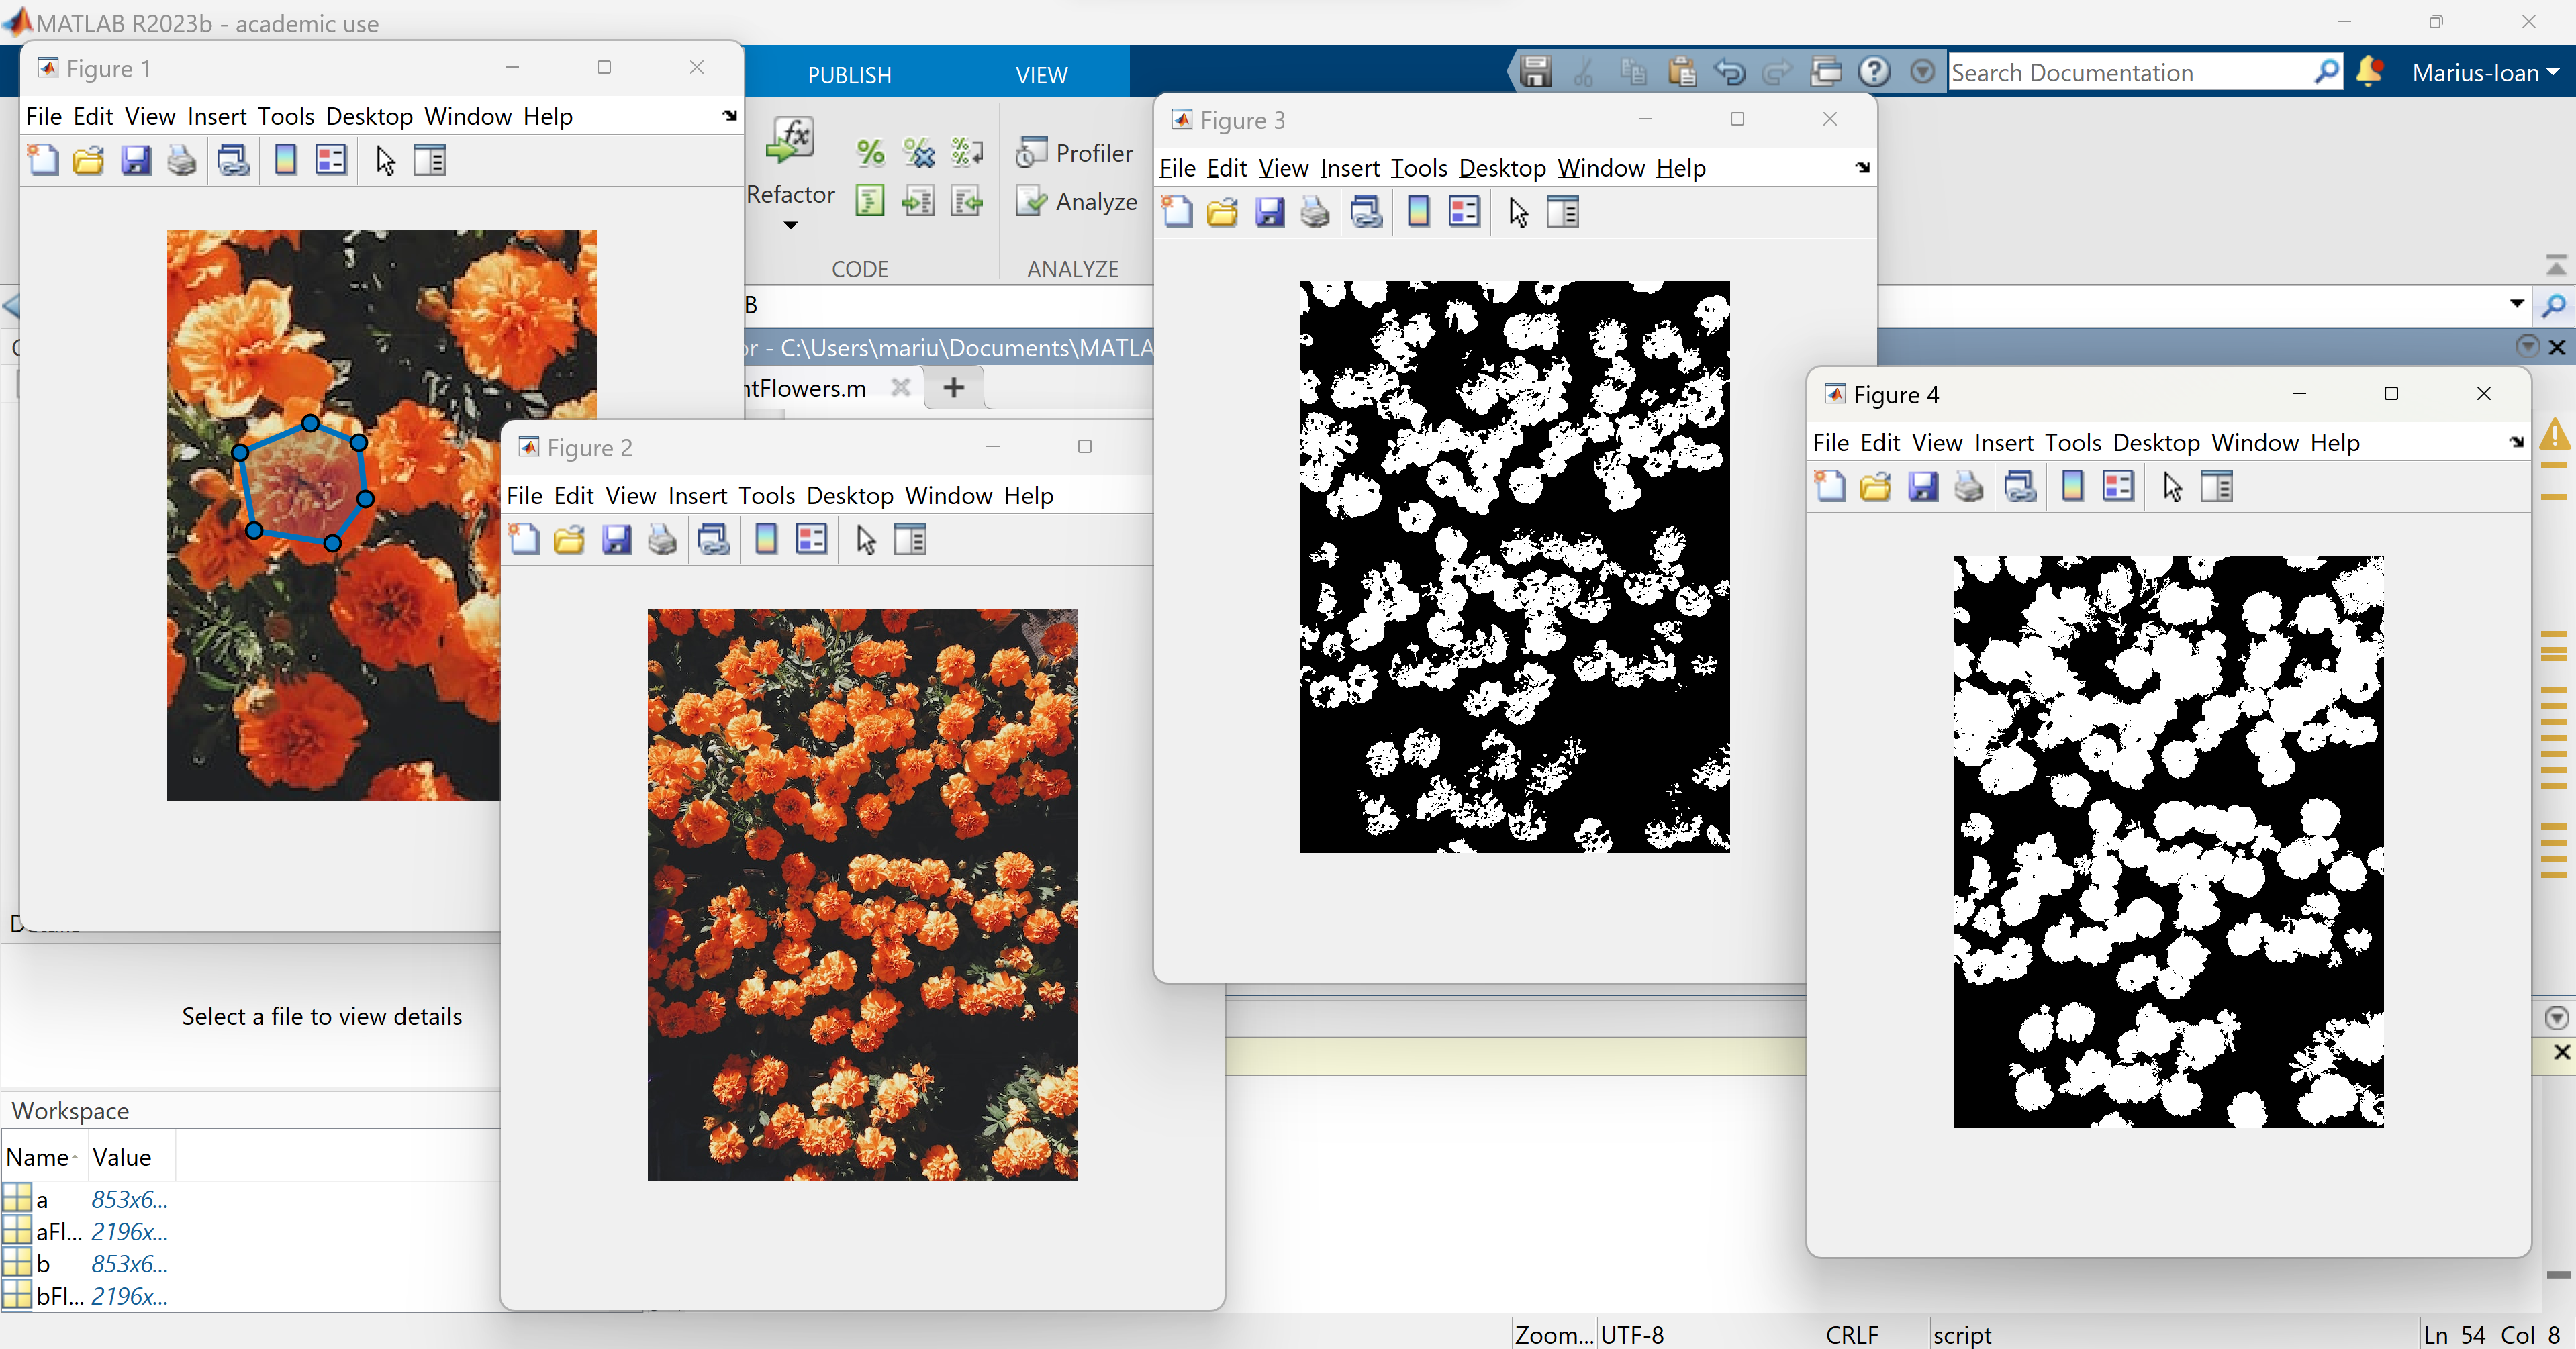 MATLAB R2023b - academic use
PUBLISH VIEW
Search Documentation
Marius-Ioan
Figure 1
File Edit View Insert Tools Desktop Window Help
Refactor
Profiler
Analyze
CODE ANALYZE
B
or - C:\Users\mariu\Documents\MATLA
ntFlowers.m
Figure 2
File Edit View Insert Tools Desktop Window Help
Figure 3
File Edit View Insert Tools Desktop Window Help
Figure 4
File Edit View Insert Tools Desktop Window Help
Select a file to view details
Workspace
Name Value
a 853x6...
aFl... 2196x...
b 853x6...
bFl... 2196x...
Zoom... UTF-8 CRLF script Ln 54 Col 8